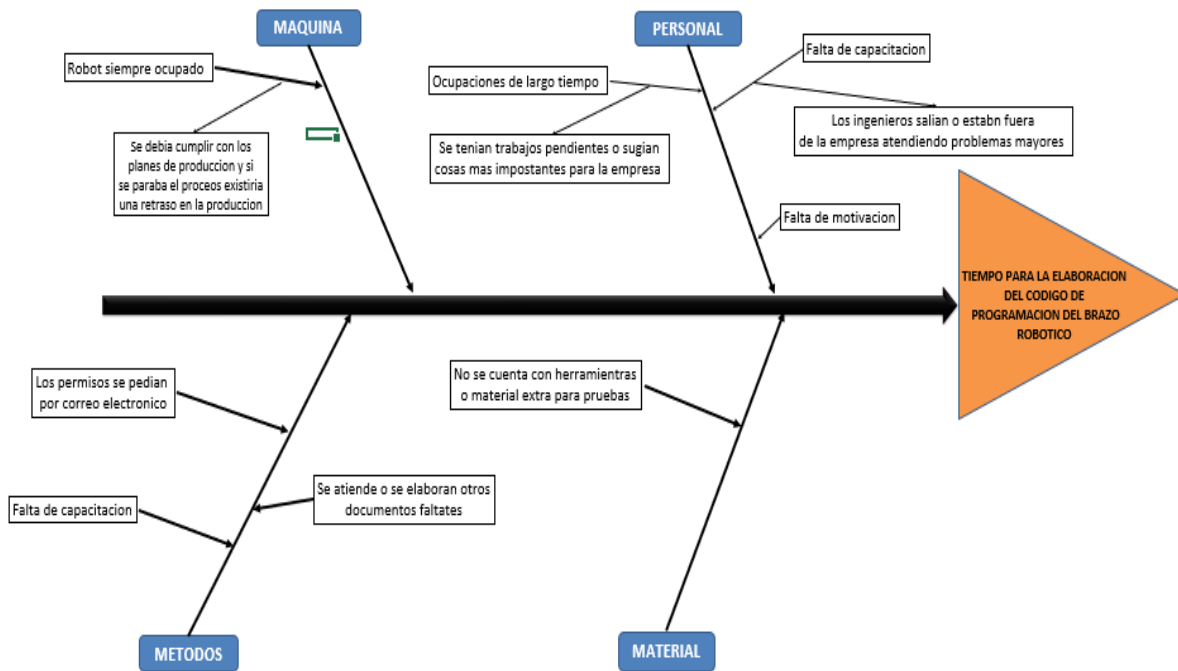 MAQUINA
PERSONAL
Robot siempre ocupado
Se debia cumplir con los
planes de produccion y si
se paraba el proceos existiria
una retraso en la produccion
Ocupaciones de largo tiempo
Se tenian trabajos pendientes o sugian
cosas mas impostantes para la empresa
Falta de capacitacion
Los ingenieros salian o estabn fuera
de la empresa atendiendo problemas mayores
Falta de motivacion
TIEMPO PARA LA ELABORACION
DEL CODIGO DE
PROGRAMACION DEL BRAZO
ROBOTICO
Los permisos se pedian
por correo electronico
Falta de capacitacion
Se atiende o se elaboran otros
documentos faltates
No se cuenta con herramientras
o material extra para pruebas
METODOS
MATERIAL